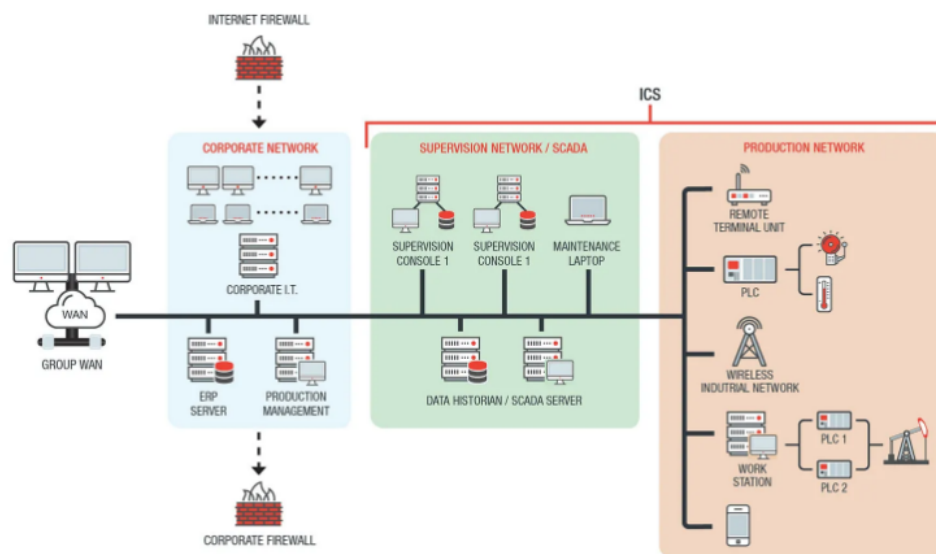 INTERNET FIREWALL
ICS
CORPORATE NETWORK
SUPERVISION NETWORK / SCADA
PRODUCTION NETWORK
REMOTE
TERMINAL UNIT
SUPERVISION
CONSOLE 1
SUPERVISION
CONSOLE 1
MAINTENANCE
LAPTOP
CORPORATE I.T.
PLC
WAN
GROUP WAN
WIRELESS
INDUTRIAL NETWORK
ERP
SERVER
PRODUCTION
MANAGEMENT
DATA HISTORIAN / SCADA SERVER
PLC 1
WORK
STATION
PLC 2
CORPORATE FIREWALL